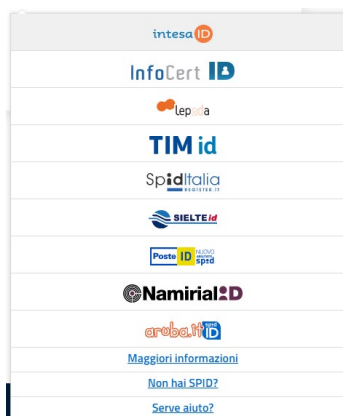 intesa ID
InfoCert ID
lepida
TIM id
SpidItalia
REGISTER.IT
SIELTE id
Poste ID NUOVO spid
Namirial ID
aruba.it ID
Maggiori informazioni
Non hai SPID?
Serve aiuto?